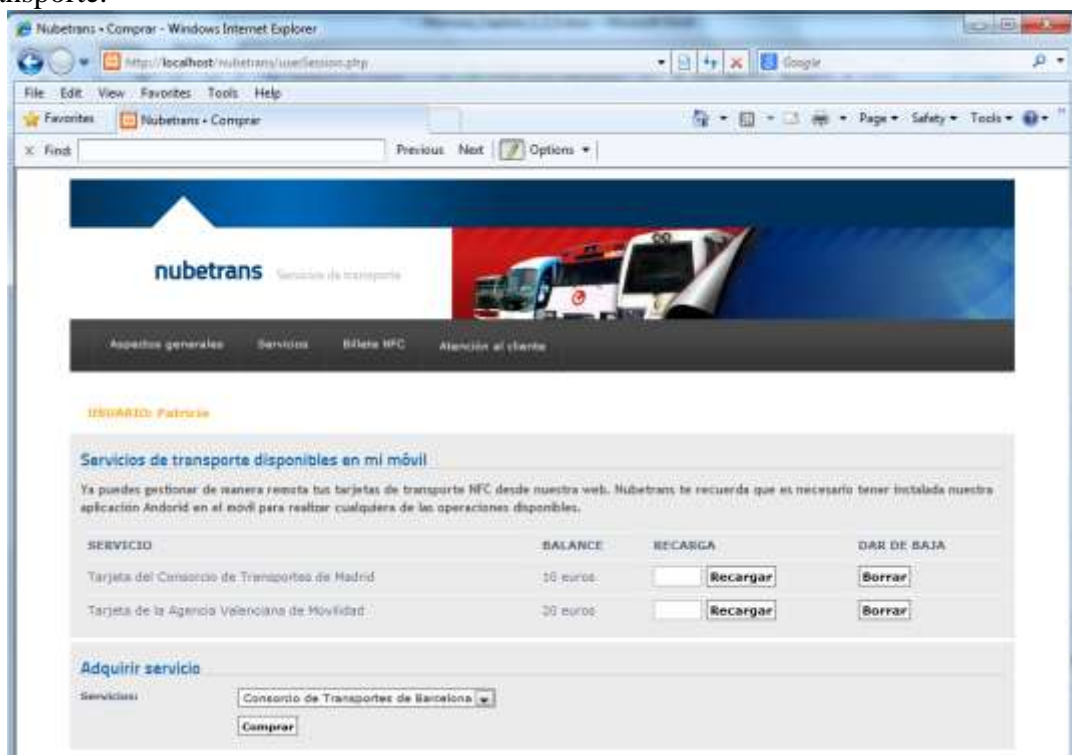 nsporte.
Nubetrans • Comprar - Windows Internet Explorer
http://localhost/nubetrans/userSession.php Google
File Edit View Favorites Tools Help
Favorites Nubetrans • Comprar Page Safety Tools
x Find: Previous Next Options
nubetrans Servicios de transporte
Aspectos generales Servicios Billete NFC Atención al cliente
USUARIO: Patricia
Servicios de transporte disponibles en mi móvil
Ya puedes gestionar de manera remota tus tarjetas de transporte NFC desde nuestra web. Nubetrans te recuerda que es necesario tener instalada nuestra
aplicación Andorid en el móvil para realizar cualquiera de las operaciones disponibles.
SERVICIO BALANCE RECARGA DAR DE BAJA
Tarjeta del Consorcio de Transportes de Madrid 10 euros Recargar Borrar
Tarjeta de la Agencia Valenciana de Movilidad 20 euros Recargar Borrar
Adquirir servicio
Servicios: Consorcio de Transportes de Barcelona
Comprar